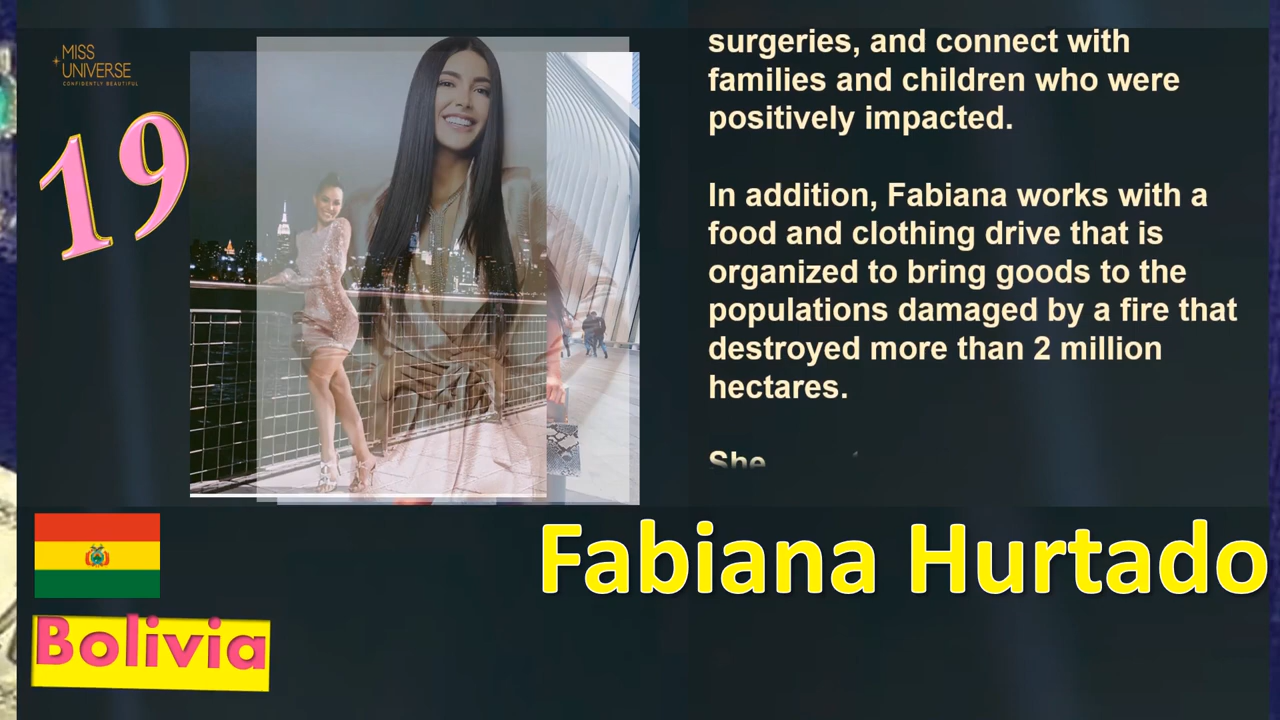 MISS
UNIVERSE
CONFIDENTLY BEAUTIFUL
19
surgeries, and connect with
families and children who were
positively impacted.
In addition, Fabiana works with a
food and clothing drive that is
organized to bring goods to the
populations damaged by a fire that
destroyed more than 2 million
hectares.
She
Fabiana Hurtado
Bolivia